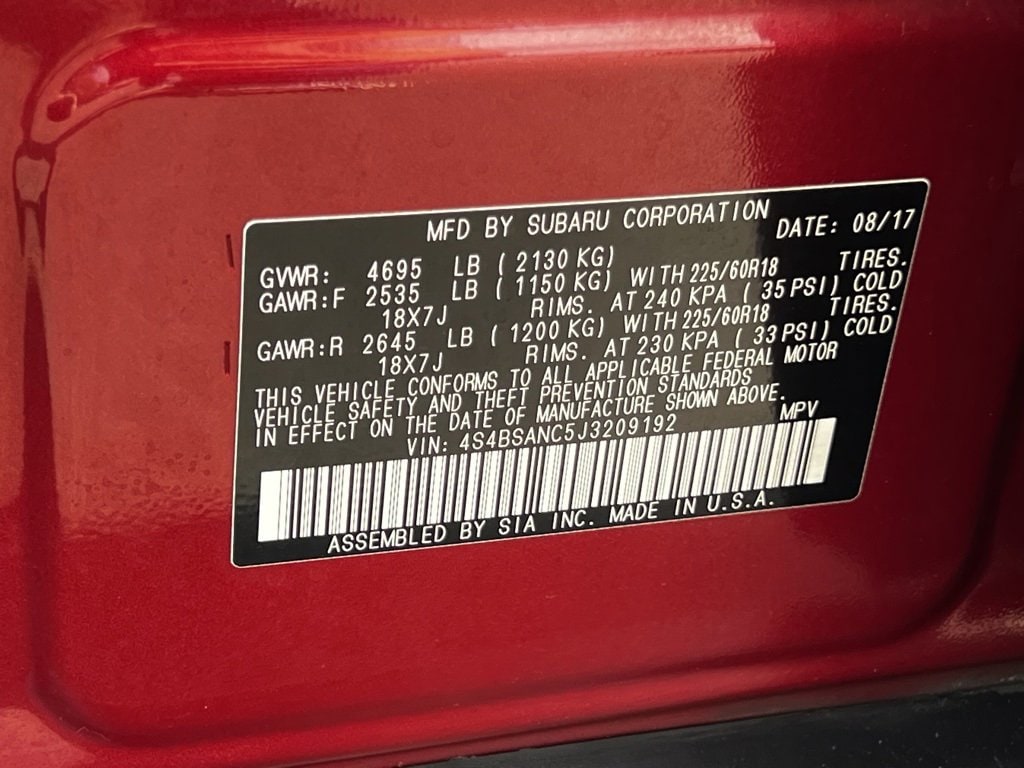 MFD BY SUBARU CORPORATION DATE: 08/17
GVWR: 4695 LB ( 2130 KG)
GAWR:F 2535 LB ( 1150 KG) WITH 225/60R18 TIRES.
18X7J RIMS. AT 240 KPA ( 35 PSI) COLD
GAWR:R 2645 LB ( 1200 KG) WITH 225/60R18 TIRES.
18X7J RIMS. AT 230 KPA ( 33 PSI) COLD
THIS VEHICLE CONFORMS TO ALL APPLICABLE FEDERAL MOTOR
VEHICLE SAFETY AND THEFT PREVENTION STANDARDS
IN EFFECT ON THE DATE OF MANUFACTURE SHOWN ABOVE.
VIN: 4S4BSANC5J3209192 MPV
ASSEMBLED BY SIA INC. MADE IN U.S.A.